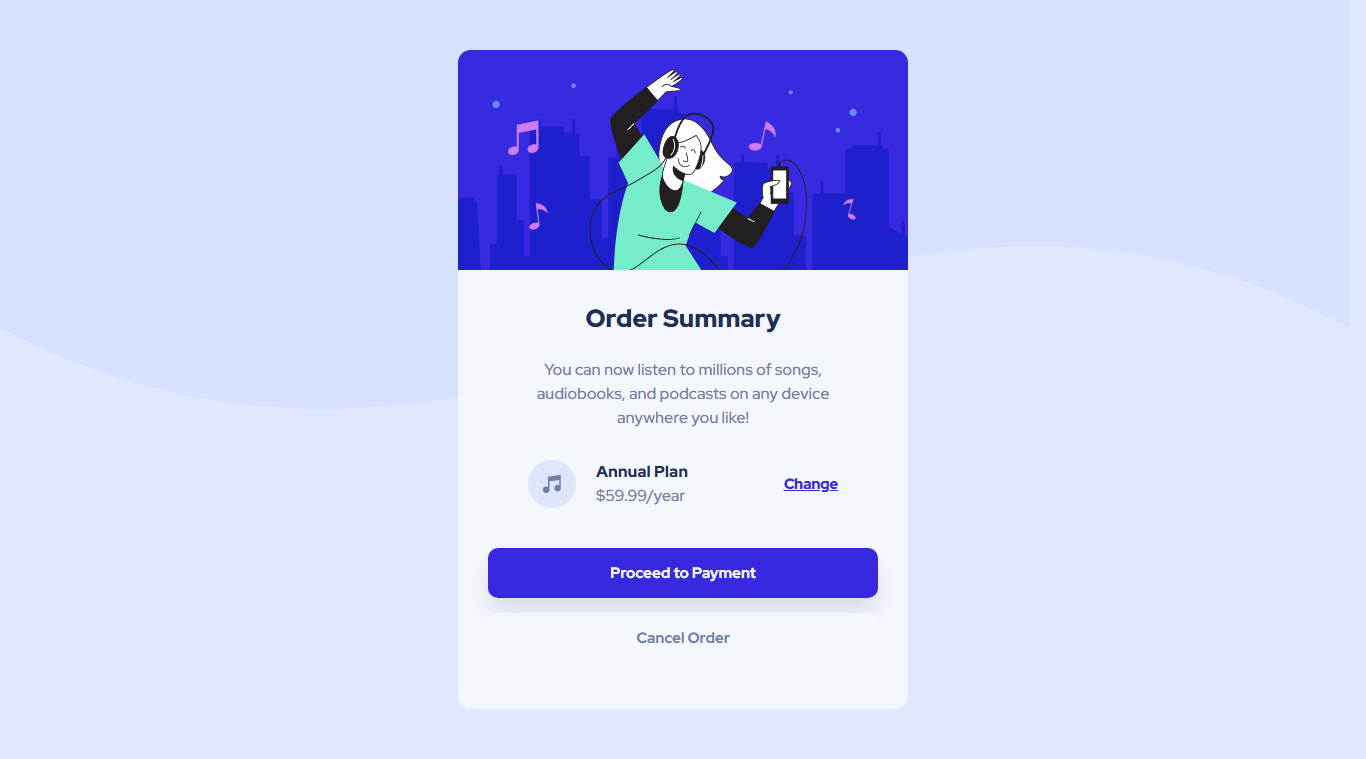 Order Summary
You can now listen to millions of songs,
audiobooks, and podcasts on any device
anywhere you like!
Annual Plan
$59.99/year
Change
Proceed to Payment
Cancel Order